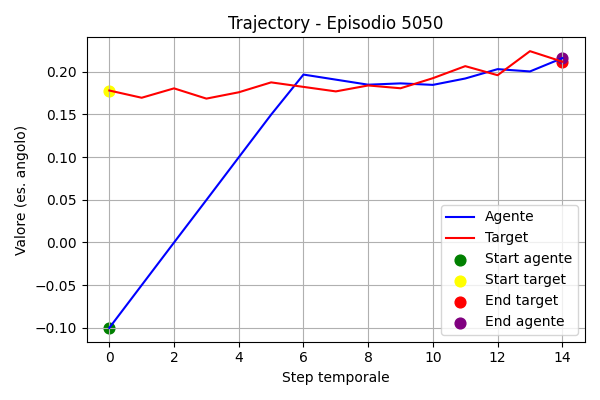 Trajectory - Episodio 5050
Valore (es. angolo)
0.20
0.15
0.10
0.05
0.00
−0.05
−0.10
0 2 4 6 8 10 12 14
Step temporale
Agente
Target
Start agente
Start target
End target
End agente